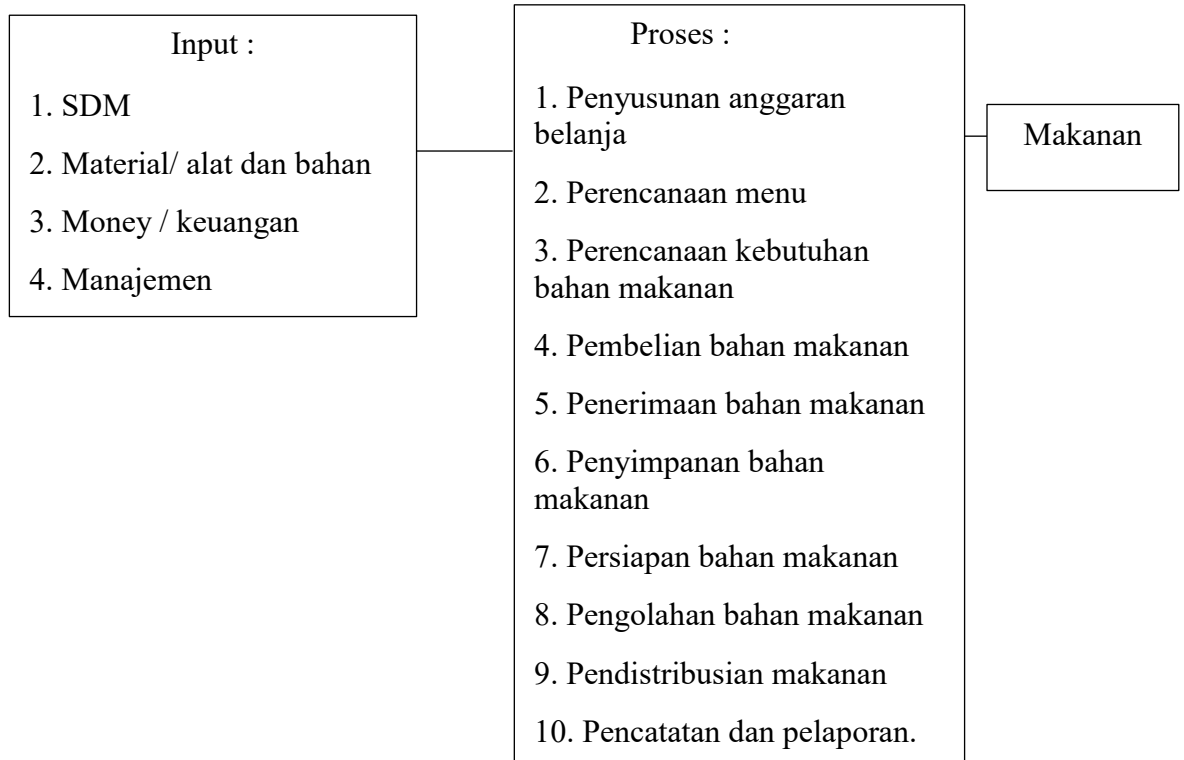 Input :
1. SDM
2. Material/ alat dan bahan
3. Money / keuangan
4. Manajemen
Proses :
1. Penyusunan anggaran
belanja
2. Perencanaan menu
3. Perencanaan kebutuhan
bahan makanan
4. Pembelian bahan makanan
5. Penerimaan bahan makanan
6. Penyimpanan bahan
makanan
7. Persiapan bahan makanan
8. Pengolahan bahan makanan
9. Pendistribusian makanan
10. Pencatatan dan pelaporan.
Makanan